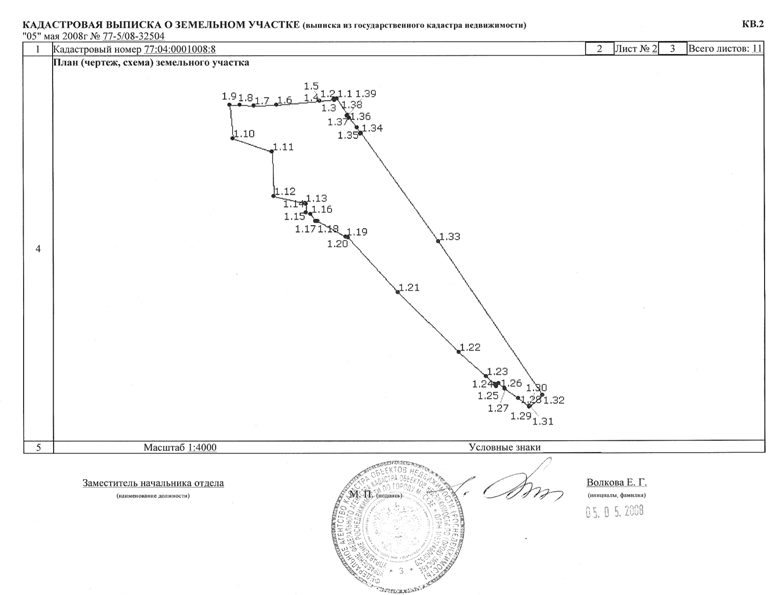 КАДАСТРОВАЯ ВЫПИСКА О ЗЕМЕЛЬНОМ УЧАСТКЕ (выписка из государственного кадастра недвижимости) КВ.2
"05" мая 2008г № 77-5/08-32504
1 Кадастровый номер 77:04:0001008:8 2 Лист № 2 3 Всего листов: 11
План (чертеж, схема) земельного участка
1.5
1.9 1.8 1.7 1.6 1.4 1.2 1.1 1.39
1.3 1.38
1.37 1.36
1.35 1.34
1.10
1.11
1.12
1.14 1.13
1.15 1.16
1.17 1.18 1.19
1.20
1.33
4
1.21
1.22
1.23
1.24 1.26 1.30
1.25 1.28 1.32
1.27 1.29 1.31
5 Масштаб 1:4000 Условные знаки
Заместитель начальника отдела
(наименование должности)
М. П. (подпись)
Волкова Е. Г.
(инициалы, фамилия)
05.05.2008